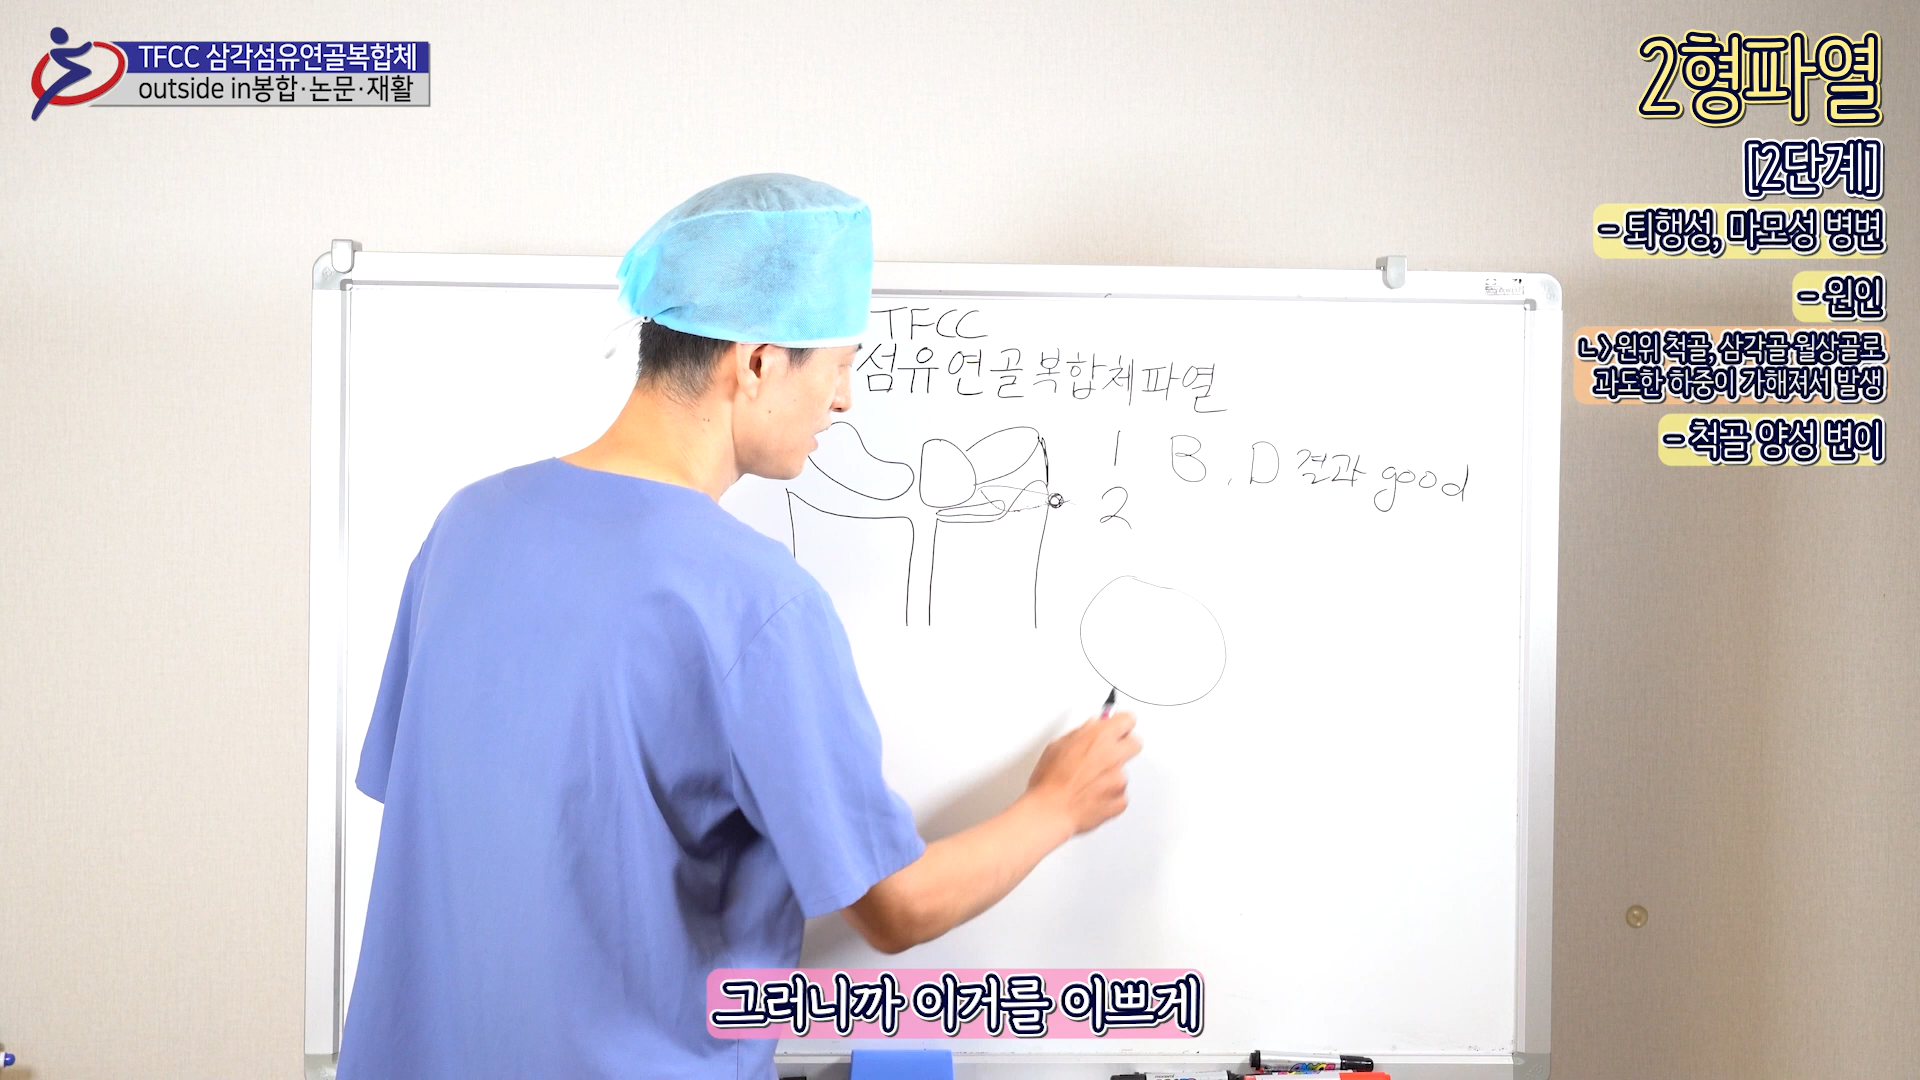 TFCC 삼각섬유연골복합체
outside in봉합·논문·재활
2형파열
[2단계]
- 퇴행성, 마모성 병변
- 원인
ㄴ> 원위 척골, 삼각골 월상골로
과도한 하중이 가해져서 발생
- 척골 양성 변이
TFCC
섬유연골복합체파열
1 B, D 결과 good
2
그러니까 이거를 이쁘게